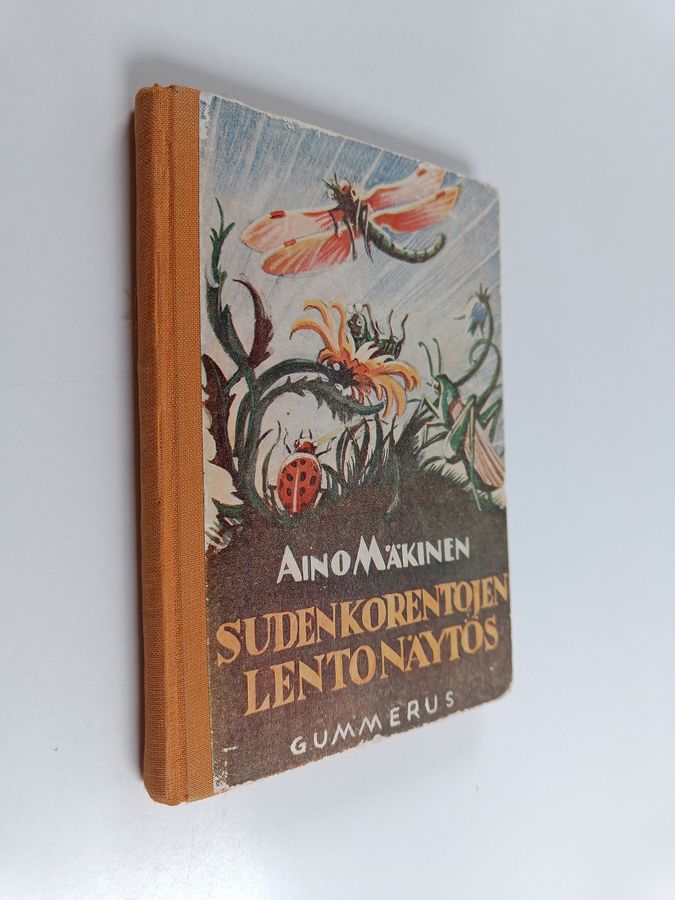 AINO MÄKINEN
SUDENKORENTOJEN
LENTONÄYTÖS
GUMMERUS